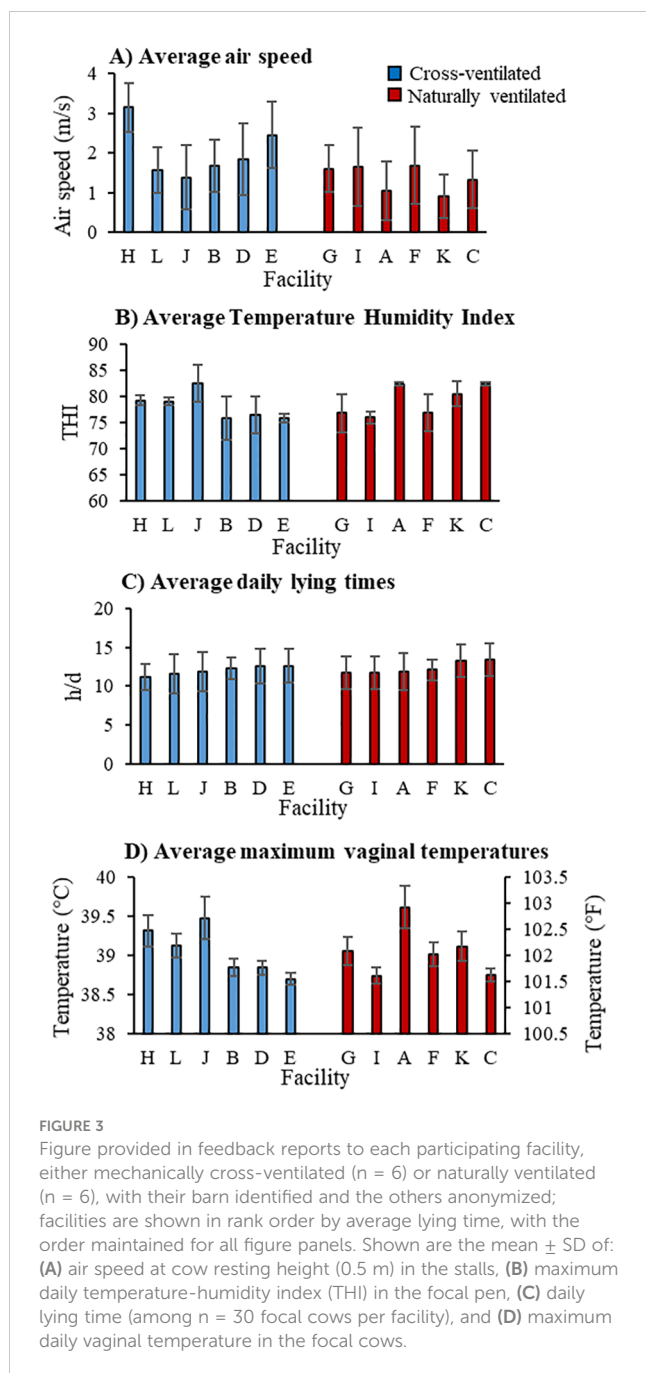 A) Average air speed
Cross-ventilated
Naturally ventilated
Air speed (m/s)
4
3
2
1
0
H L J B D E G I A F K C
Facility
B) Average Temperature Humidity Index
THI
90
85
80
75
70
65
60
H L J B D E G I A F K C
Facility
C) Average daily lying times
h/d
20
15
10
5
0
H L J B D E G I A F K C
Facility
D) Average maximum vaginal temperatures
Temperature (°C)
40
39.5
39
38.5
38
103.5
103
102.5
102
101.5
101
100.5
Temperature (°F)
H L J B D E G I A F K C
Facility
FIGURE 3
Figure provided in feedback reports to each participating facility,
either mechanically cross-ventilated (n = 6) or naturally ventilated
(n = 6), with their barn identified and the others anonymized;
facilities are shown in rank order by average lying time, with the
order maintained for all figure panels. Shown are the mean ± SD of:
(A) air speed at cow resting height (0.5 m) in the stalls, (B) maximum
daily temperature-humidity index (THI) in the focal pen, (C) daily
lying time (among n = 30 focal cows per facility), and (D) maximum
daily vaginal temperature in the focal cows.